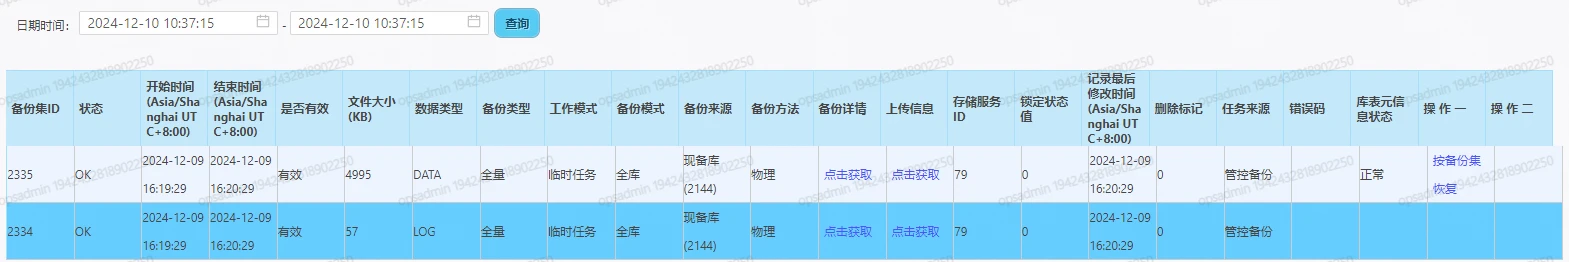 日期时间： 2024-12-10 10:37:15 - 2024-12-10 10:37:15 查询
备份集ID 状态 开始时间(Asia/Shanghai UTC+8:00) 结束时间(Asia/Shanghai UTC+8:00) 是否有效 文件大小(KB) 数据类型 备份类型 工作模式 备份模式 备份来源 备份方法 备份详情 上传信息 存储服务ID 锁定状态值 记录最后修改时间(Asia/Shanghai UTC+8:00) 删除标记 任务来源 错误码 库表元信息状态 操 作 一 操 作 二
2335 OK 2024-12-09 16:19:29 2024-12-09 16:20:29 有效 4995 DATA 全量 临时任务 全库 现备库(2144) 物理 点击获取 点击获取 79 0 2024-12-09 16:20:29 0 管控备份 正常 按备份集恢复
2334 OK 2024-12-09 16:19:29 2024-12-09 16:20:29 有效 57 LOG 全量 临时任务 全库 现备库(2144) 物理 点击获取 点击获取 79 0 2024-12-09 16:20:29 0 管控备份
opsadmin 1942432818902250